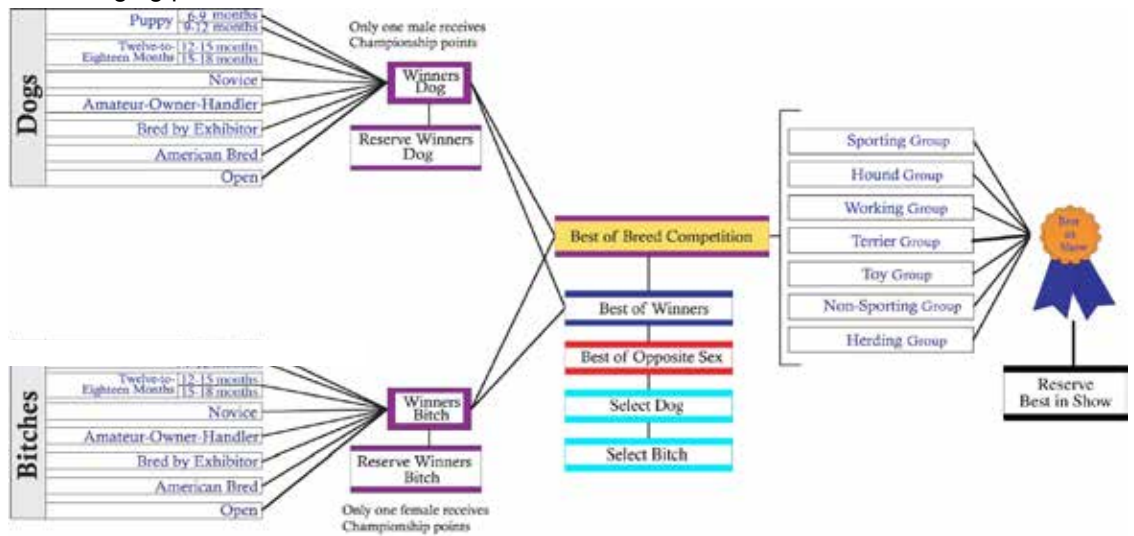 Dogs
Puppy
6-9 months
9-12 months
Twelve-to-
Eighteen Months
12-15 months
15-18 months
Novice
Amateur-Owner-Handler
Bred by Exhibitor
American Bred
Open
Only one male receives
Championship points
Winners
Dog
Reserve Winners
Dog
Bitches
Twelve-to-
Eighteen Months
12-15 months
15-18 months
Novice
Amateur-Owner-Handler
Bred by Exhibitor
American Bred
Open
Winners
Bitch
Reserve Winners
Bitch
Only one female receives
Championship points
Best of Breed Competition
Best of Winners
Best of Opposite Sex
Select Dog
Select Bitch
Sporting Group
Hound Group
Working Group
Terrier Group
Toy Group
Non-Sporting Group
Herding Group
Best
in
Show
Reserve
Best in Show